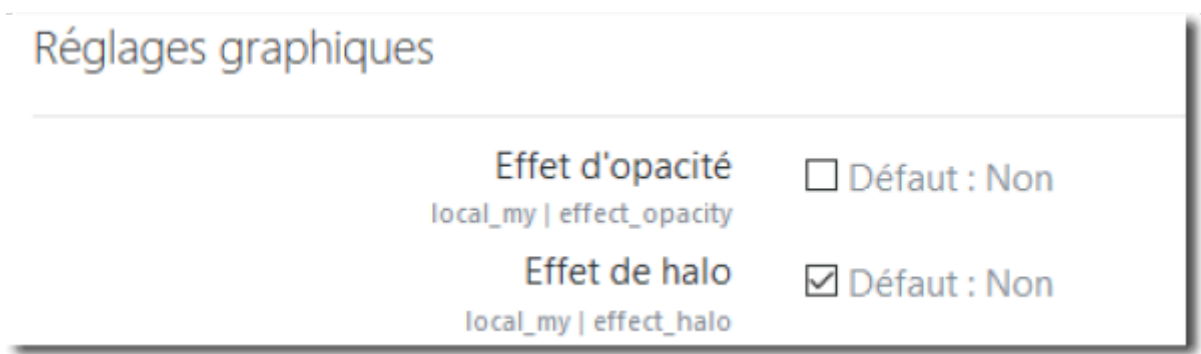 Réglages graphiques
Effet d'opacité
Défaut : Non
local_my | effect_opacity
Effet de halo
Défaut : Non
local_my | effect_halo